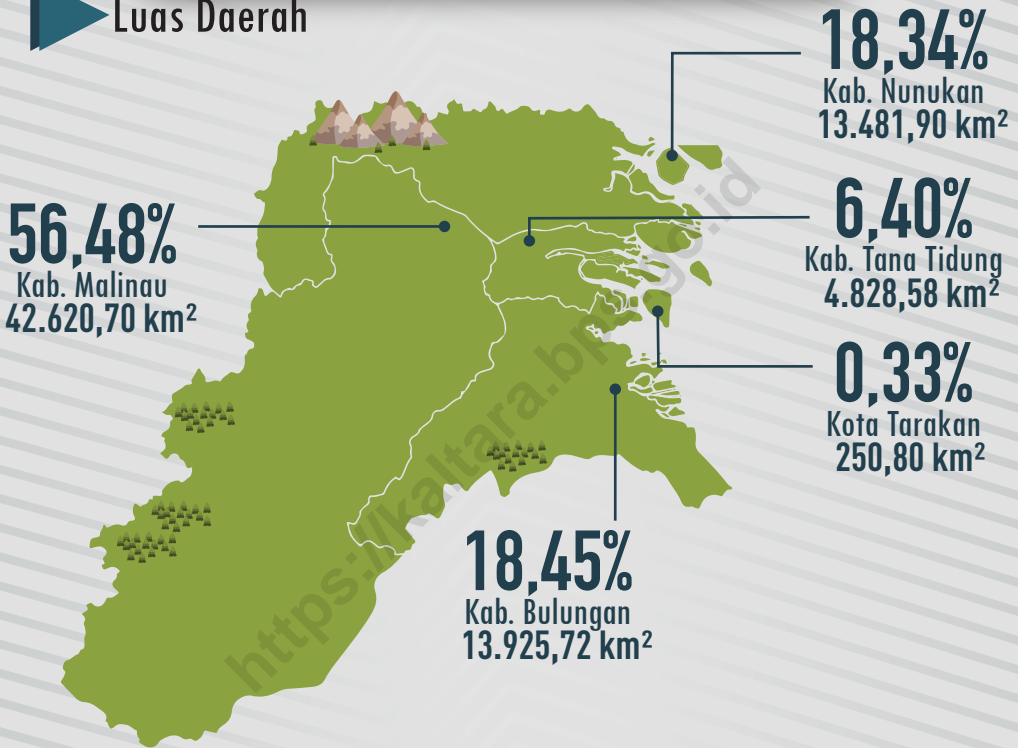 Luas Daerah
18,34%
Kab. Nunukan
13.481,90 km²
56,48%
Kab. Malinau
42.620,70 km²
6,40%
Kab. Tana Tidung
4.828,58 km²
0,33%
Kota Tarakan
250,80 km²
18,45%
Kab. Bulungan
13.925,72 km²
https://kaltara.bps.go.id